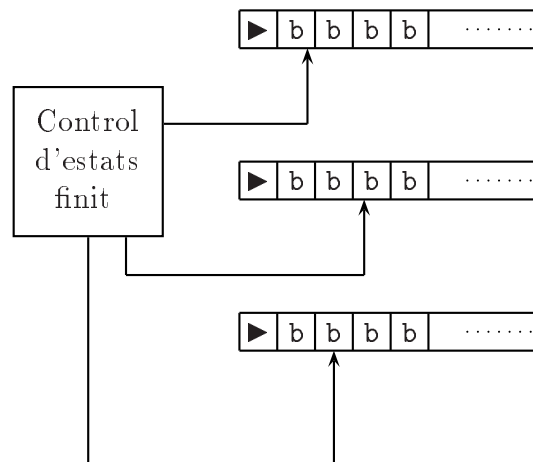 ► b b b b .......
Control
d'estats
finit
► b b b b .......
► b b b b .......